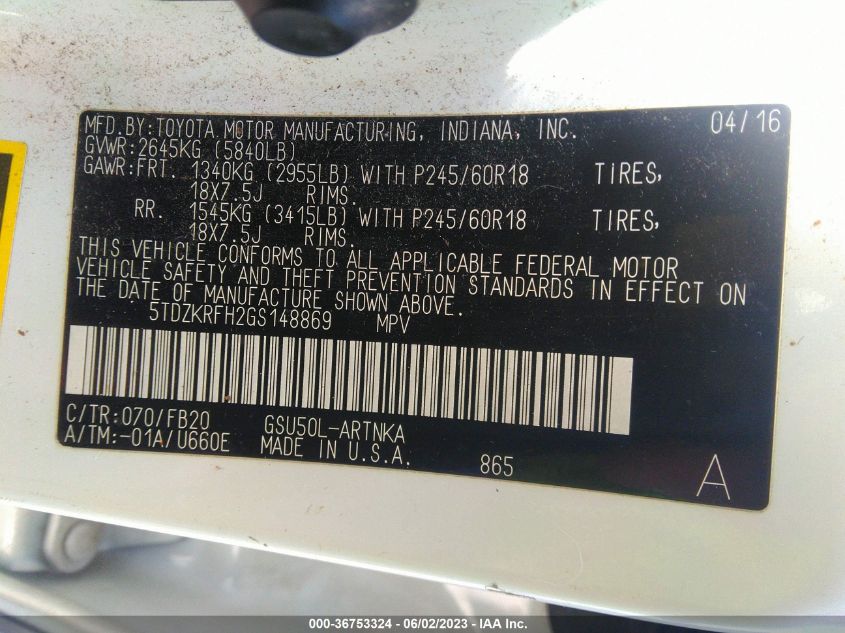 MFD.BY:TOYOTA MOTOR MANUFACTURING, INDIANA, INC. 04/16
GVWR:2645KG (5840LB)
GAWR:FRT. 1340KG (2955LB) WITH P245/60R18 TIRES,
18X7.5J RIMS.
RR. 1545KG (3415LB) WITH P245/60R18 TIRES,
18X7.5J RIMS.
THIS VEHICLE CONFORMS TO ALL APPLICABLE FEDERAL MOTOR
VEHICLE SAFETY AND THEFT PREVENTION STANDARDS IN EFFECT ON
THE DATE OF MANUFACTURE SHOWN ABOVE.
5TDZKRFH2GS148869 MPV
C/TR:070/FB20 GSU50L-ARTNKA
A/TM:-01A/U660E MADE IN U.S.A. 865 A
000-36753324 - 06/02/2023 - IAA Inc.